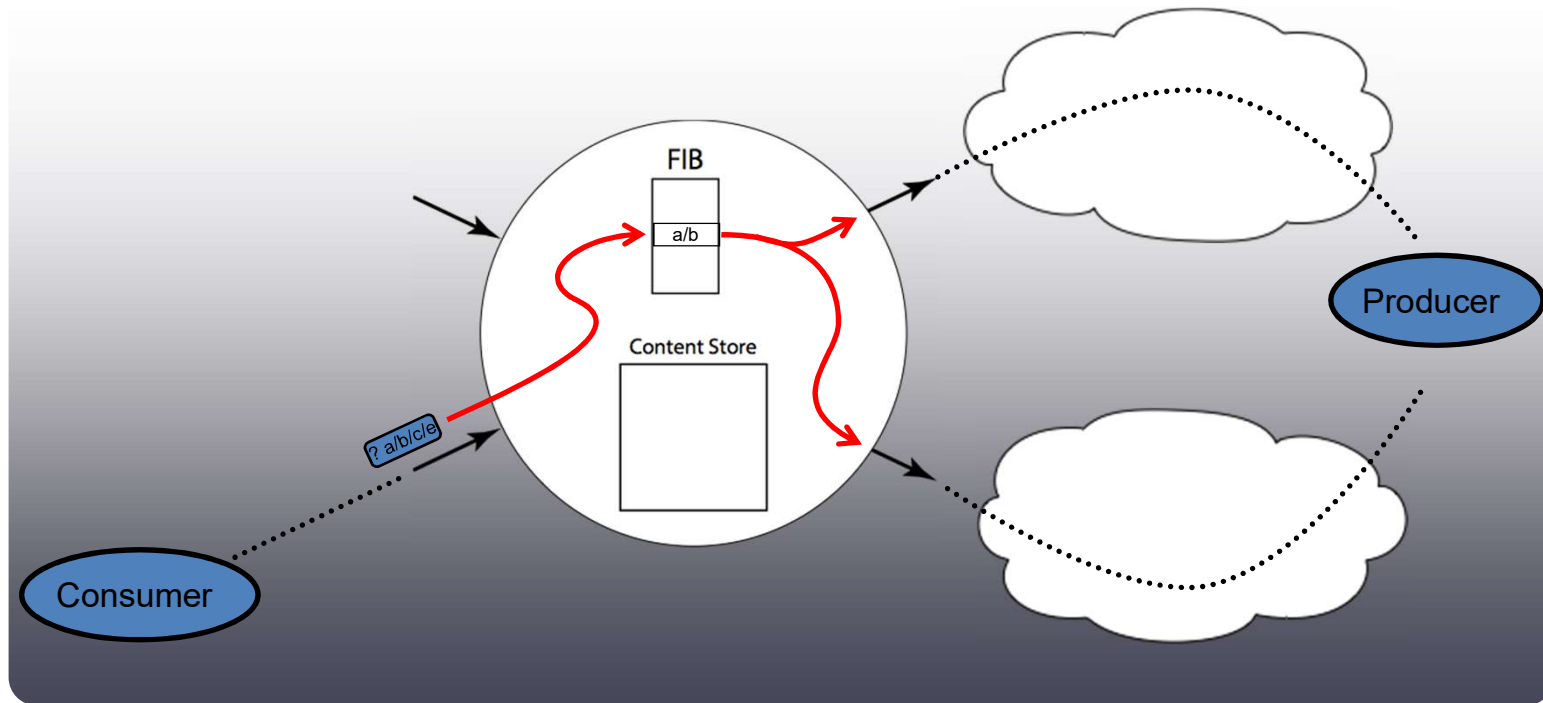 FIB
a/b
Producer
Content Store
? a/b/c/e
Consumer